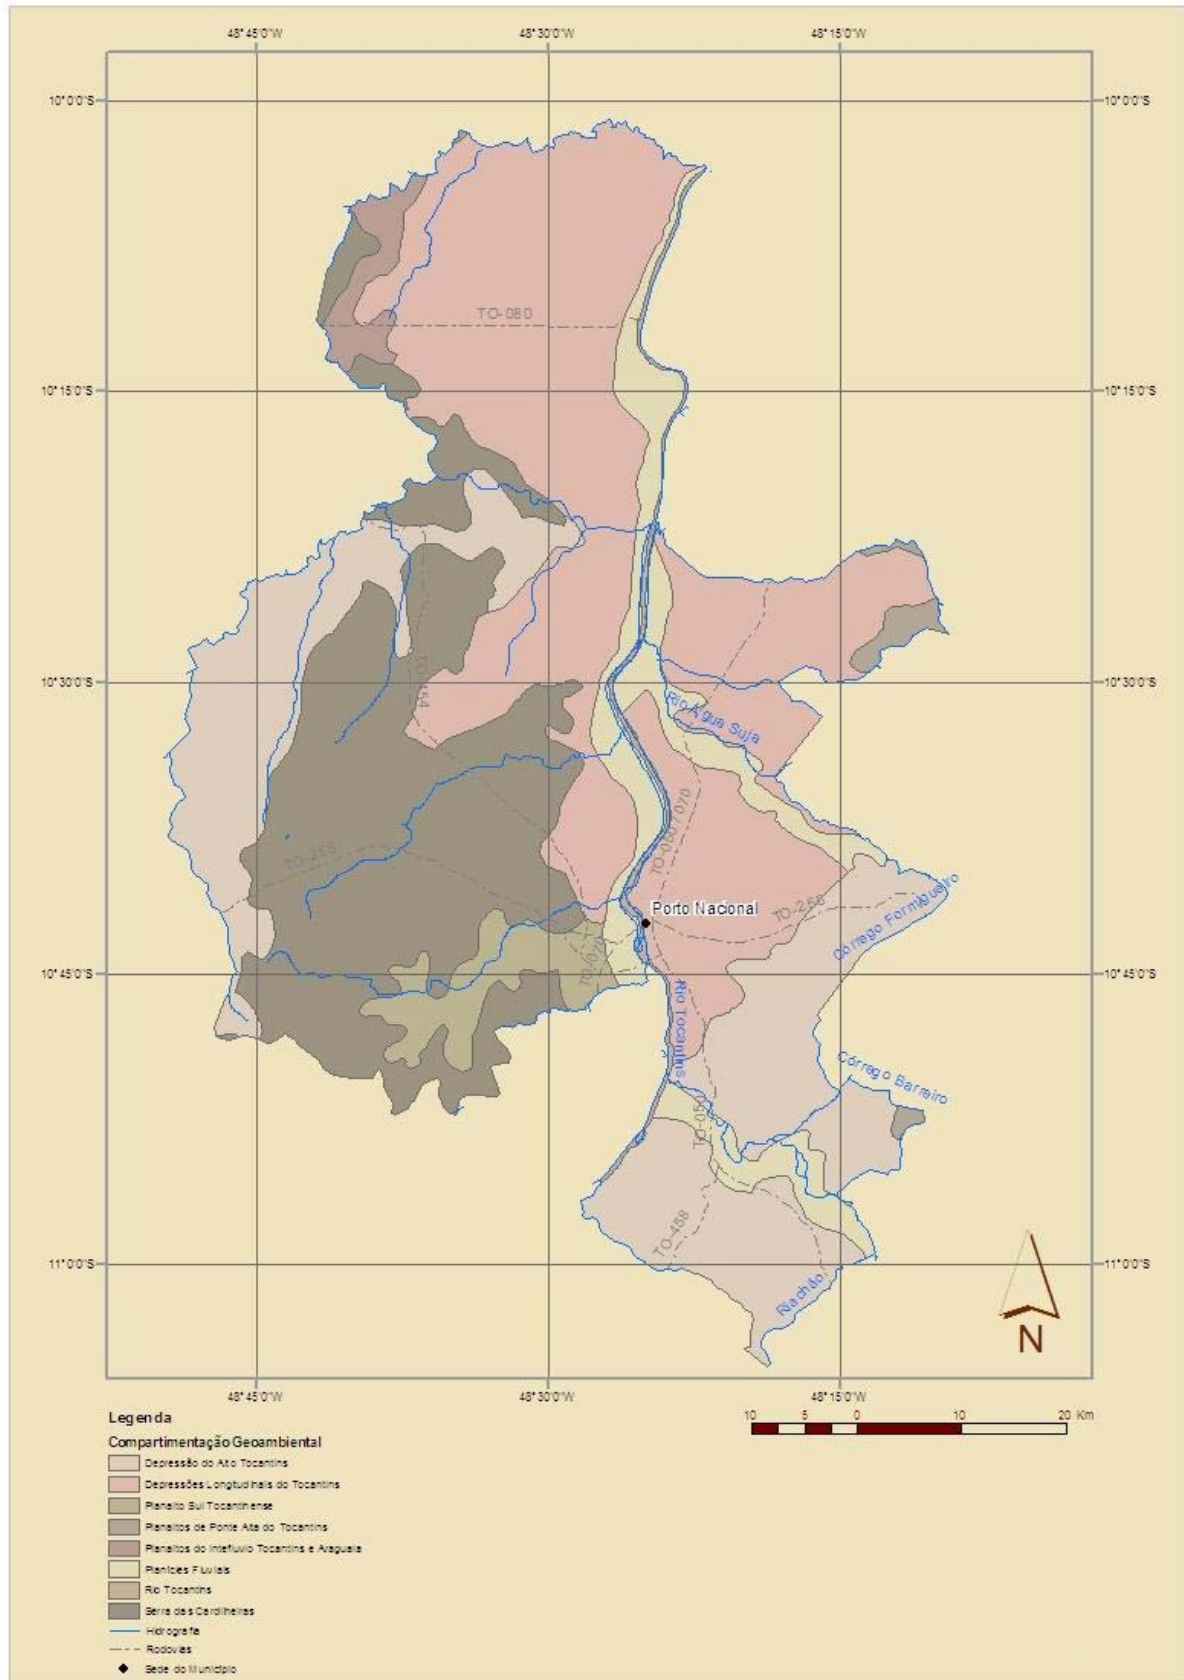 48°45'0"W 48°30'0"W 48°15'0"W
10°0'0"S 10°0'0"S
TO-080
10°15'0"S 10°15'0"S
TO-454
10°30'0"S 10°30'0"S
Rio Água Suja
TO-050 / 070
TO-255
Porto Nacional
TO-255
Córrego Formigueiro
TO-070
10°45'0"S 10°45'0"S
Rio Tocantins
Córrego Barreiro
TO-050
TO-458
11°0'0"S 11°0'0"S
Riachão
N
48°45'0"W 48°30'0"W 48°15'0"W
Legenda
10 5 0 10 20 Km
Compartimentação Geoambiental
Depressão do Alto Tocantins
Depressões Longitudinais do Tocantins
Planalto Sul Tocantinense
Planaltos de Ponte Alta do Tocantins
Planaltos do Intefluvio Tocantins e Araguaia
Planícies Fluviais
Rio Tocantins
Serra das Cordilheiras
Hidrografia
Rodovias
Sede do Município